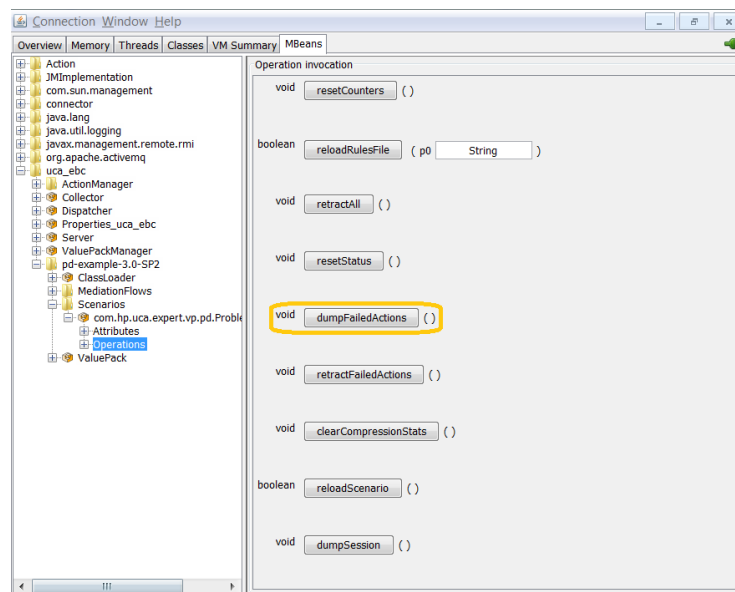 Connection Window Help
Overview Memory Threads Classes VM Summary MBeans
Action
JMImplementation
com.sun.management
connector
java.lang
java.util.logging
javax.management.remote.rmi
org.apache.activemq
uca_ebc
ActionManager
Collector
Dispatcher
Properties_uca_ebc
Server
ValuePackManager
pd-example-3.0-SP2
ClassLoader
MediationFlows
Scenarios
com.hp.uca.expert.vp.pd.Proble
Attributes
Operations
ValuePack
Operation invocation
void resetCounters ( )
boolean reloadRulesFile ( p0 String )
void retractAll ( )
void resetStatus ( )
void dumpFailedActions ( )
void retractFailedActions ( )
void clearCompressionStats ( )
boolean reloadScenario ( )
void dumpSession ( )